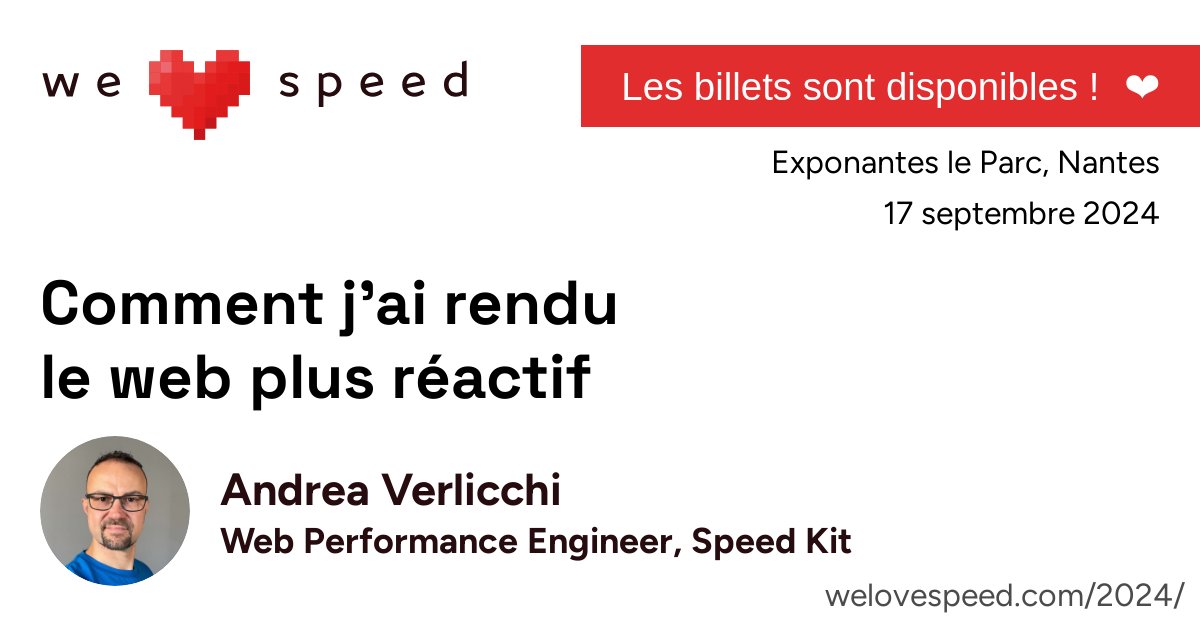 we ❤ speed
Les billets sont disponibles ! ❤
Exponantes le Parc, Nantes
17 septembre 2024
Comment j’ai rendu
le web plus réactif
Andrea Verlicchi
Web Performance Engineer, Speed Kit
welovespeed.com/2024/